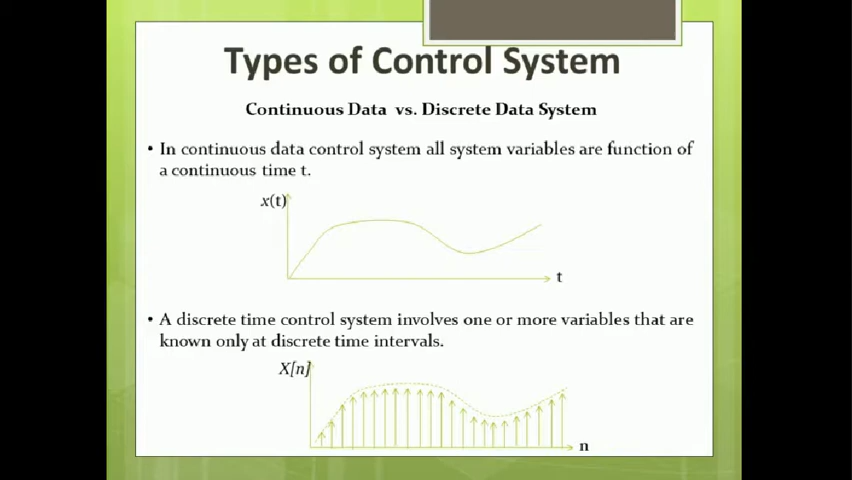 Types of Control System
Continuous Data vs. Discrete Data System
• In continuous data control system all system variables are function of
a continuous time t.
x(t)
t
• A discrete time control system involves one or more variables that are
known only at discrete time intervals.
X[n]
n